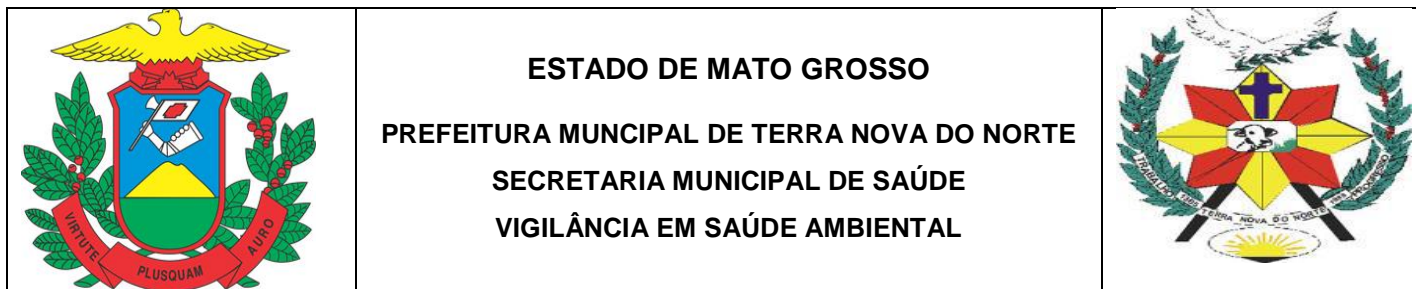 ESTADO DE MATO GROSSO
PREFEITURA MUNCIPAL DE TERRA NOVA DO NORTE
SECRETARIA MUNICIPAL DE SAÚDE
VIGILÂNCIA EM SAÚDE AMBIENTAL
VIRTUTE PLUSQUAM AURO
TRABALHO TERRA NOVA DO NORTE PROGRESSO